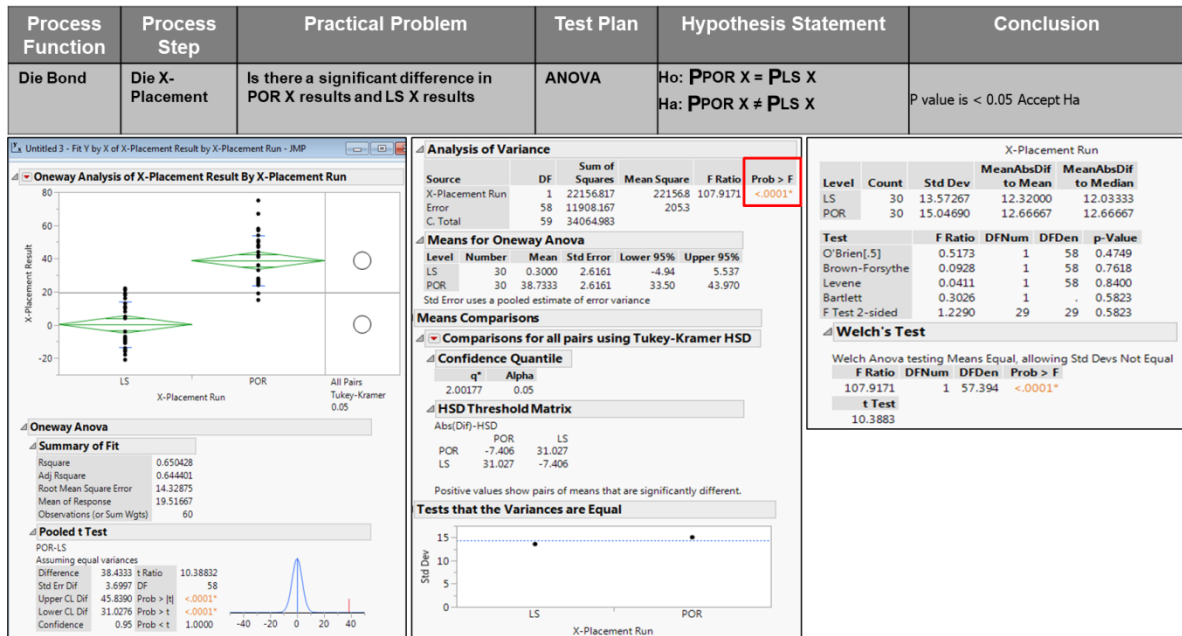 Process Function
Process Step
Practical Problem
Test Plan
Hypothesis Statement
Conclusion
Die Bond
Die X-Placement
Is there a significant difference in
POR X results and LS X results
ANOVA
Ho: PPOR X = PLS X
Ha: PPOR X ≠ PLS X
P value is < 0.05 Accept Ha
Untitled 3 - Fit Y by X of X-Placement Result by X-Placement Run - JMP
Oneway Analysis of X-Placement Result By X-Placement Run
X-Placement Result
80
60
40
20
0
-20
LS POR
X-Placement Run
All Pairs
Tukey-Kramer
0.05
Oneway Anova
Summary of Fit
Rsquare 0.650428
Adj Rsquare 0.644401
Root Mean Square Error 14.32875
Mean of Response 19.51667
Observations (or Sum Wgts) 60
Pooled t Test
POR-LS
Assuming equal variances
Difference 38.4333 t Ratio 10.38832
Std Err Dif 3.6997 DF 58
Upper CL Dif 45.8390 Prob > |t| <.0001*
Lower CL Dif 31.0276 Prob > t <.0001*
Confidence 0.95 Prob < t 1.0000
-40 -20 0 20 40
Analysis of Variance
Source DF Sum of Squares Mean Square F Ratio Prob > F
X-Placement Run 1 22156.817 221568 107.9171 <.0001*
Error 58 11908.167 2053
C. Total 59 34064.983
Means for Oneway Anova
Level Number Mean Std Error Lower 95% Upper 95%
LS 30 0.3000 2.6161 -4.94 5.537
POR 30 38.7333 2.6161 33.50 43.970
Std Error uses a pooled estimate of error variance
Means Comparisons
Comparisons for all pairs using Tukey-Kramer HSD
Confidence Quantile
q* Alpha
2.00177 0.05
HSD Threshold Matrix
Abs(Dif)-HSD
POR LS
POR -7.406 31.027
LS 31.027 -7.406
Positive values show pairs of means that are significantly different.
Tests that the Variances are Equal
Std Dev
15
10
5
0
LS POR
X-Placement Run
X-Placement Run
Level Count Std Dev MeanAbsDif to Mean MeanAbsDif to Median
LS 30 13.57267 12.32000 12.03333
POR 30 15.04690 12.66667 12.66667
Test F Ratio DFNum DFDen p-Value
O'Brien[.5] 0.5173 1 58 0.4749
Brown-Forsythe 0.0928 1 58 0.7618
Levene 0.0411 1 58 0.8400
Bartlett 0.3026 1 . 0.5823
F Test 2-sided 1.2290 29 29 0.5823
Welch's Test
Welch Anova testing Means Equal, allowing Std Devs Not Equal
F Ratio DFNum DFDen Prob > F
107.9171 1 57.394 <.0001*
t Test
10.3883